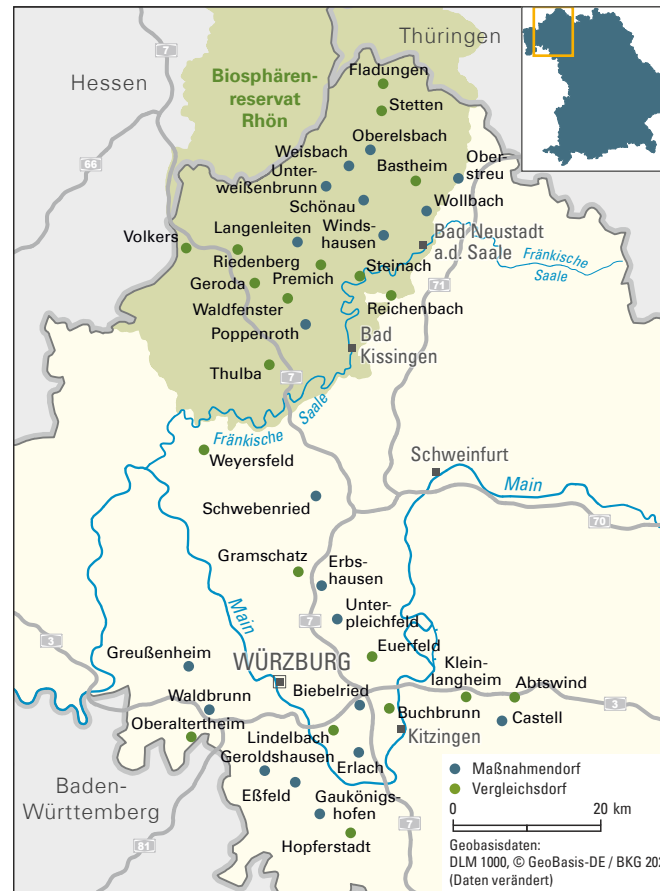 Thüringen
7
Hessen
Fladungen
Biosphären-
reservat
Rhön
Stetten
Oberelsbach
Weisbach
66
Unter-
weißenbrunn
Bastheim
Ober-
streu
Schönau
Wollbach
Langenleiten
Winds-
hausen
Volkers
Bad Neustadt
a.d. Saale
Fränkische
Saale
Riedenberg
Premich
Steinach
71
Geroda
Waldfenster
Reichenbach
Poppenroth
Bad
Kissingen
Thulba
7
Fränkische
Saale
Weyersfeld
Schweinfurt
Main
Schwebenried
70
Gramschatz
Erbs-
hausen
Main
Unter-
pleichfeld
7
3
Greußenheim
Euerfeld
WÜRZBURG
Klein-
langheim
Abtswind
Waldbrunn
Biebelried
3
Oberaltertheim
Buchbrunn
Castell
Lindelbach
Kitzingen
Geroldshausen
Erlach
Baden-
Württemberg
Eßfeld
Gaukönigs-
hofen
7
81
Hopferstadt
Maßnahmendorf
Vergleichsdorf
0 20 km
Geobasisdaten:
DLM 1000, © GeoBasis-DE / BKG 202
(Daten verändert)